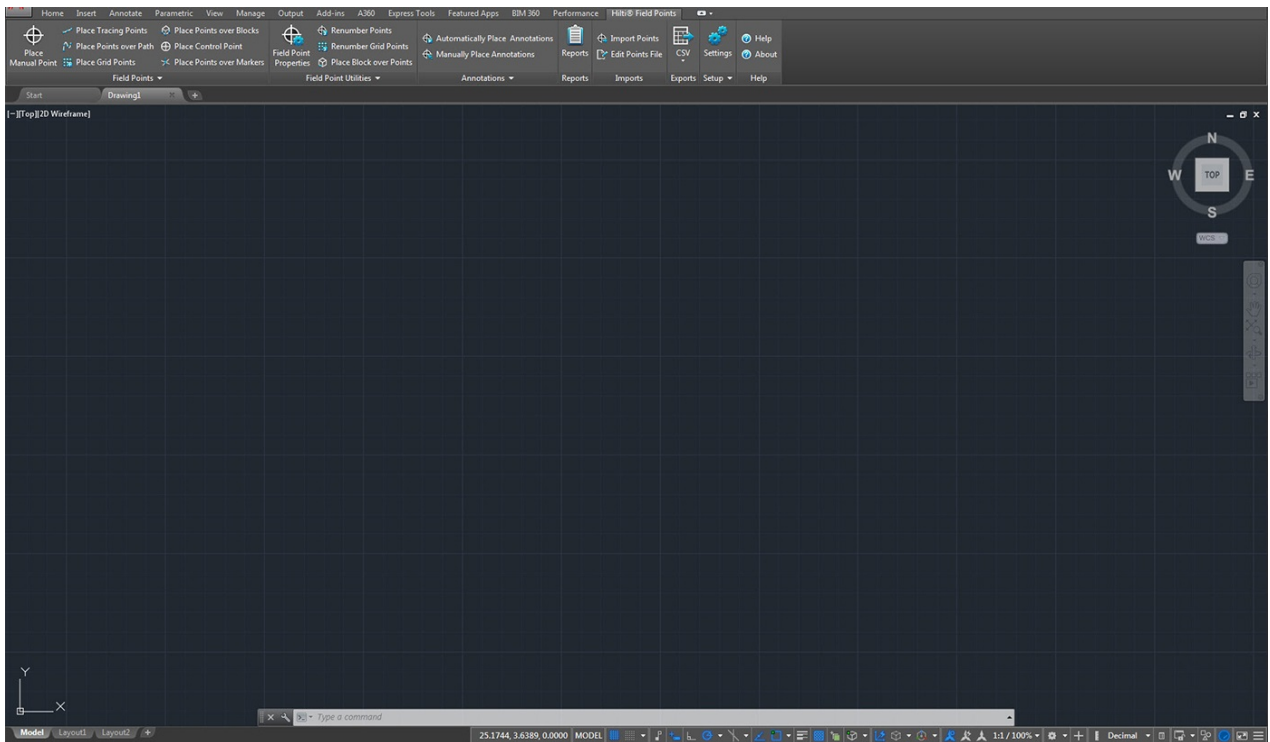 Home Insert Annotate Parametric View Manage Output Add-ins A360 Express Tools Featured Apps BIM 360 Performance Hilti® Field Points
Place Manual Point
Place Tracing Points
Place Points over Path
Place Grid Points
Place Points over Blocks
Place Control Point
Place Points over Markers
Field Points
Field Point Properties
Renumber Points
Renumber Grid Points
Place Block over Points
Field Point Utilities
Automatically Place Annotations
Manually Place Annotations
Annotations
Reports
Reports
Import Points
Edit Points File
Imports
CSV
Exports
Settings
Setup
Help
About
Help
Start Drawing1
[−][Top][2D Wireframe]
N
W TOP E
S
WCS
Y
X
Type a command
Model Layout1 Layout2 +
25.1744, 3.6389, 0.0000 MODEL 1:1 / 100% Decimal